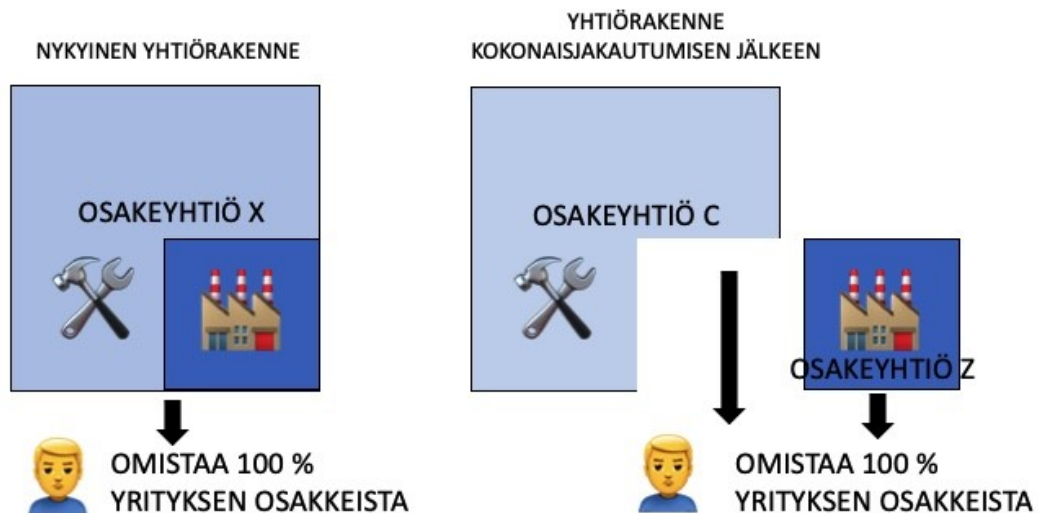 NYKYINEN YHTIÖRAKENNE
OSAKEYHTIÖ X
OMISTAA 100 %
YRITYKSEN OSAKKEISTA
YHTIÖRAKENNE
KOKONAISJAKAUTUMISEN JÄLKEEN
OSAKEYHTIÖ C
OSAKEYHTIÖ Z
OMISTAA 100 %
YRITYKSEN OSAKKEISTA